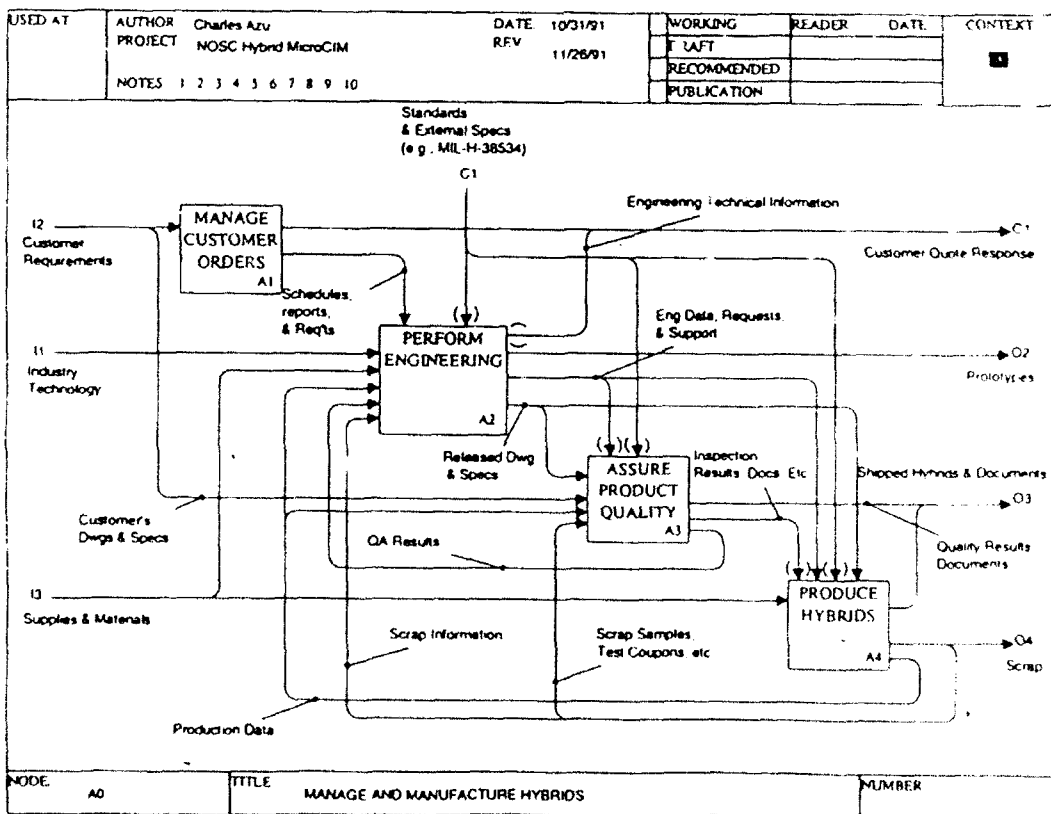 USED AT
AUTHOR Charles Azu
PROJECT NOSC Hybrid MicroCIM
NOTES 1 2 3 4 5 6 7 8 9 10
DATE 10/31/91
REV 11/26/91
WORKING
RECOMMENDED
PUBLICATION
READER DATE
CONTEXT
Standards
& External Specs
(e.g., MIL-H-38534)
C1
Engineering Technical Information
I2
Customer
Requirements
MANAGE
CUSTOMER
ORDERS
A1
Customer Quote Response
Schedules,
reports,
& Req'ts
( )
Eng Data, Requests,
& Support
I1
Industry
Technology
PERFORM
ENGINEERING
A2
O2
Prototypes
Released Dwg
& Specs
( ) ( )
ASSURE
PRODUCT
QUALITY
A3
Inspection
Results, Docs, Etc
Shipped Hybrids & Documents
O3
Customer's
Dwgs & Specs
QA Results
Quality Results
Documents
I3
Supplies & Materials
( ) ( )
PRODUCE
HYBRIDS
A4
Scrap Information
Scrap Samples,
Test Coupons, etc
O4
Scrap
Production Data
NODE: A0
TITLE MANAGE AND MANUFACTURE HYBRIDS
NUMBER